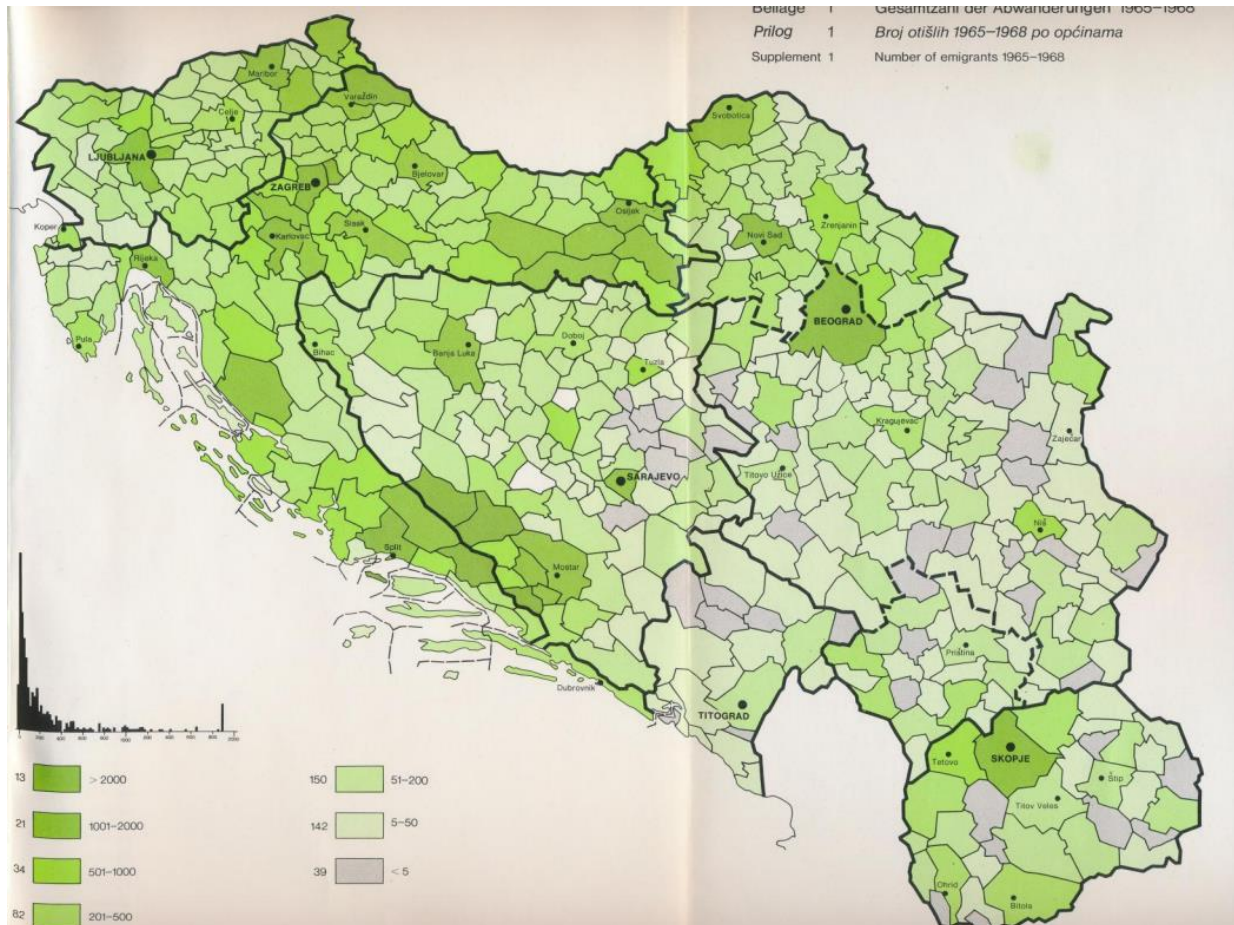 Beilage 1 Gesamtzahl der Abwanderungen 1965–1968
Prilog 1 Broj otišlih 1965–1968 po općinama
Supplement 1 Number of emigrants 1965–1968
Maribor
Varaždin
Celje
LJUBLJANA
ZAGREB
Bjelovar
Koper
Karlovac
Sisak
Osijek
Rijeka
Pula
Svobotica
Novi Sad
Zrenjanin
BEOGRAD
Bihac
Banja Luka
Doboj
Tuzla
Kragujevac
Zaječar
SARAJEVO
Titovo Užice
Niš
Split
Mostar
Priština
Dubrovnik
TITOGRAD
SKOPJE
Tetovo
Štip
Titov Veles
Ohrid
Bitola
13 > 2000
21 1001–2000
34 501–1000
82 201–500
150 51–200
142 5–50
39 < 5